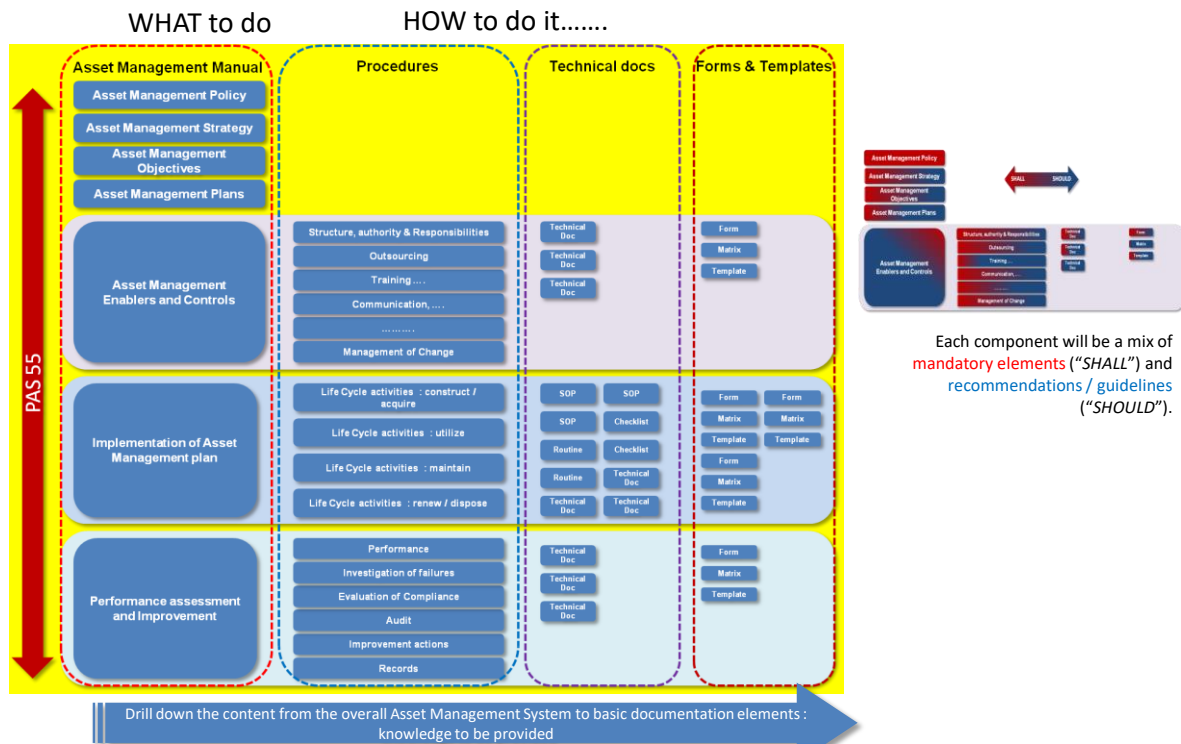 WHAT to do
HOW to do it…….
Asset Management Manual
Procedures
Technical docs
Forms & Templates
PAS 55
Asset Management Policy
Asset Management Strategy
Asset Management
Objectives
Asset Management Plans
Asset Management
Enablers and Controls
Structure, authority & Responsibilities
Outsourcing
Training ….
Communication, ….
……….
Management of Change
Technical
Doc
Technical
Doc
Technical
Doc
Form
Matrix
Template
Implementation of Asset
Management plan
Life Cycle activities : construct /
acquire
Life Cycle activities : utilize
Life Cycle activities : maintain
Life Cycle activities : renew / dispose
SOP
SOP
SOP
Checklist
Routine
Checklist
Routine
Technical
Doc
Technical
Doc
Technical
Doc
Form
Form
Matrix
Matrix
Template
Template
Form
Matrix
Template
Performance assessment
and Improvement
Performance
Investigation of failures
Evaluation of Compliance
Audit
Improvement actions
Records
Technical
Doc
Technical
Doc
Technical
Doc
Form
Matrix
Template
Drill down the content from the overall Asset Management System to basic documentation elements :
knowledge to be provided
Asset Management Policy
Asset Management Strategy
Asset Management
Objectives
Asset Management Plans
SHALL
SHOULD
Asset Management
Enablers and Controls
Structure, authority & Responsibilities
Outsourcing
Training ….
Communication, ….
……….
Management of Change
Technical
Doc
Technical
Doc
Technical
Doc
Form
Matrix
Template
Each component will be a mix of
mandatory elements (“SHALL”) and
recommendations / guidelines
(“SHOULD”).